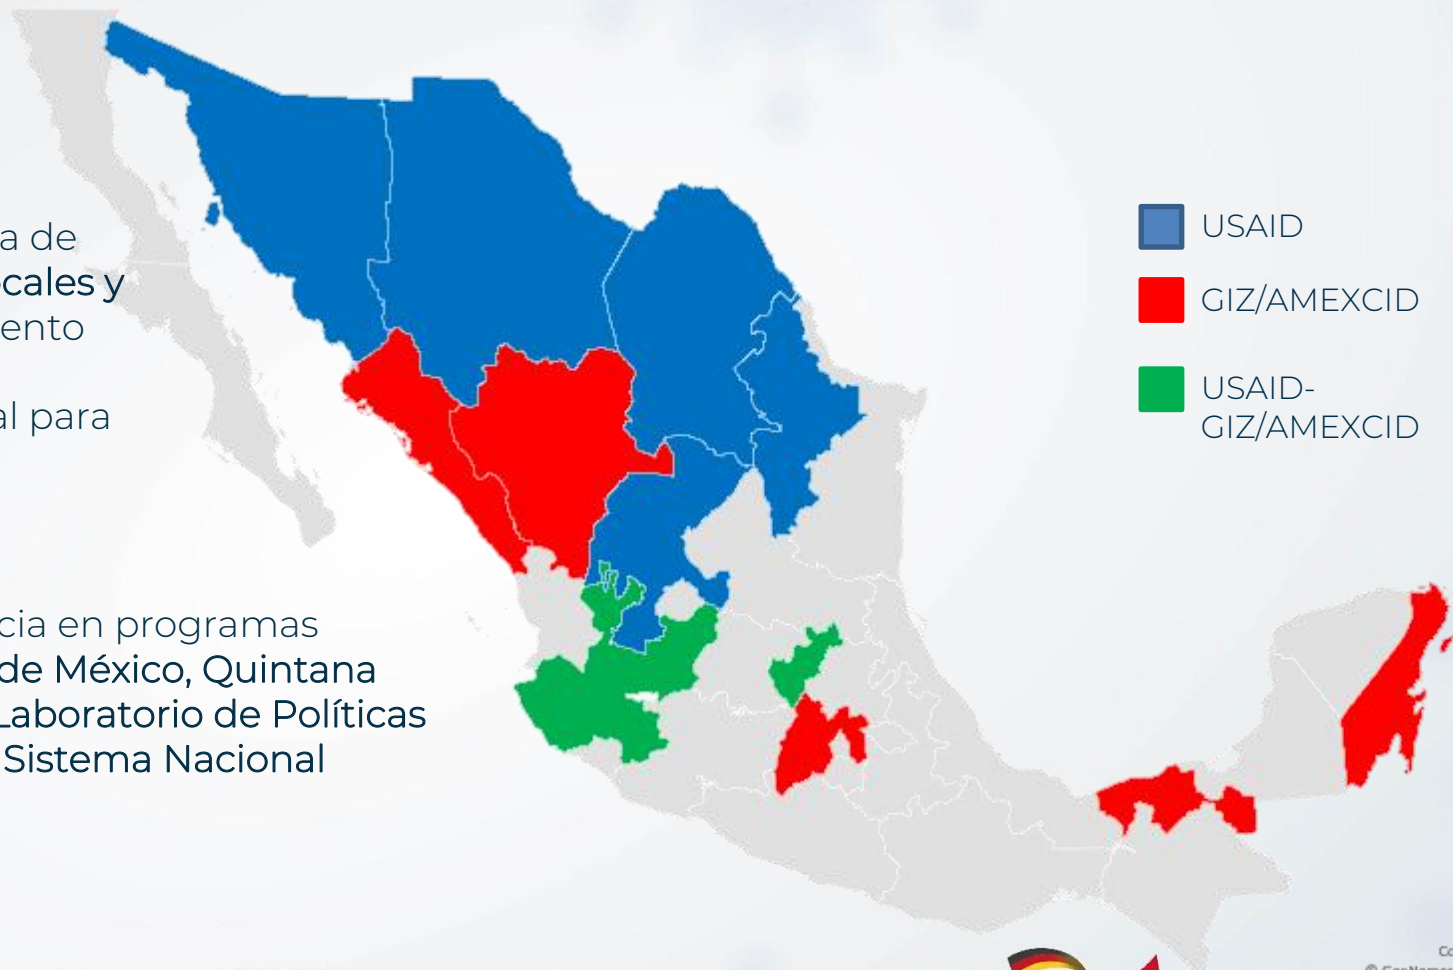 a de
cales y
ento
al para
cia en programas
de México, Quintana
Laboratorio de Políticas
Sistema Nacional
USAID
GIZ/AMEXCID
USAID-
GIZ/AMEXCID
Co